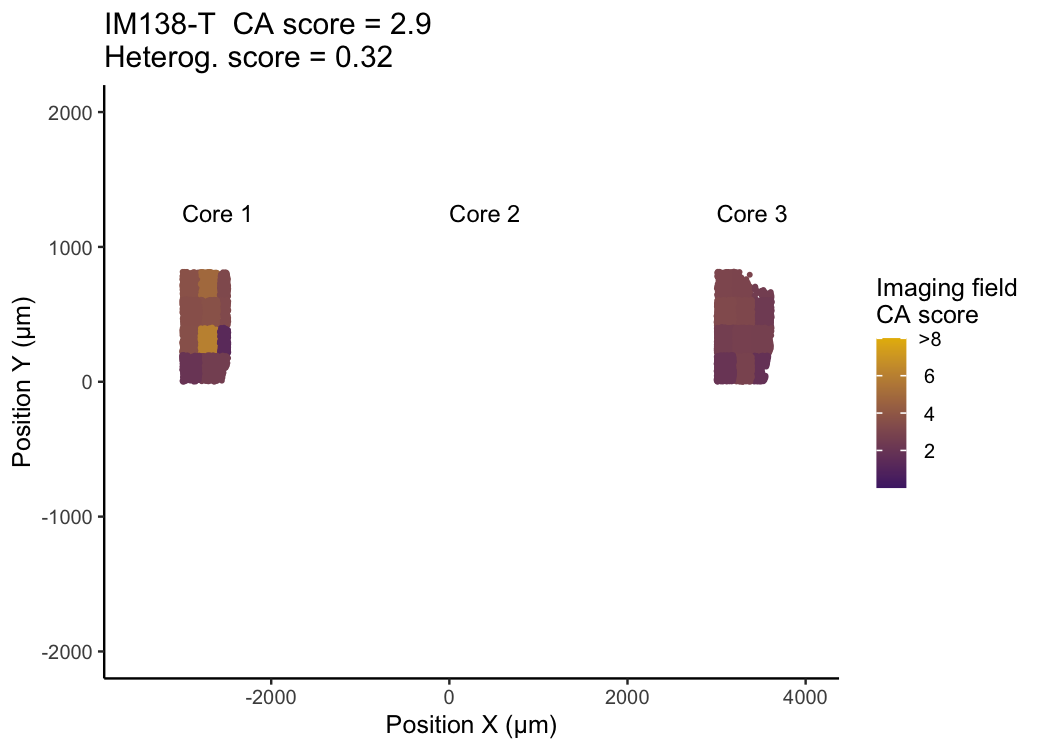 IM138-T  CA score = 2.9
Heterog. score = 0.32
2000
1000
0
-1000
-2000
Position Y (µm)
Core 1
Core 2
Core 3
-2000
0
2000
4000
Position X (µm)
Imaging field
CA score
>8
6
4
2